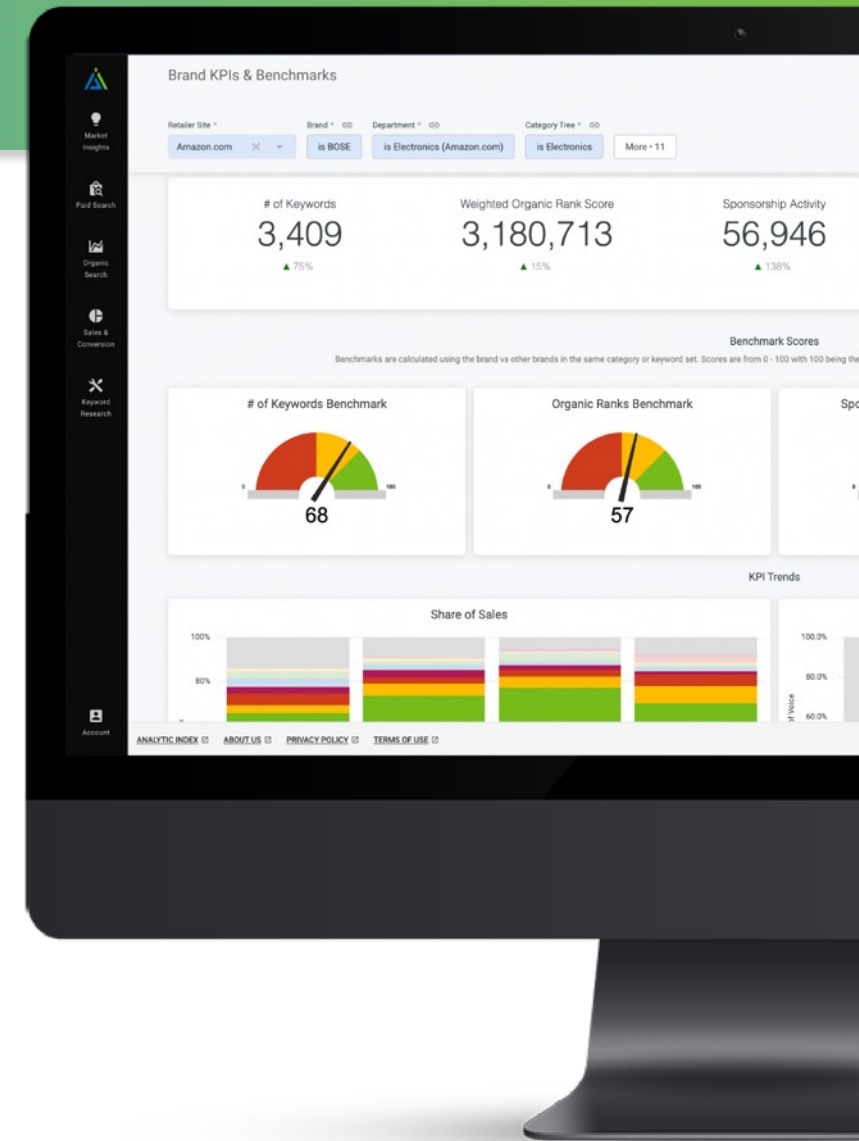 Brand KPIs & Benchmarks
Retailer Site *
Brand *
Department *
Category Tree *
Amazon.com
is BOSE
is Electronics (Amazon.com)
is Electronics
More • 11
Market
Insights
Paid Search
Organic
Search
Sales &
Conversion
Keyword
Research
Account
# of Keywords
Weighted Organic Rank Score
Sponsorship Activity
3,409
3,180,713
56,946
▲ 75%
▲ 15%
▲ 138%
Benchmark Scores
Benchmarks are calculated using the brand vs other brands in the same category or keyword set. Scores are from 0 - 100 with 100 being the
# of Keywords Benchmark
0
100
68
Organic Ranks Benchmark
0
100
57
Spo
0
KPI Trends
Share of Sales
100%
80%
100.0%
80.0%
60.0%
of Voice
ANALYTIC INDEX
ABOUT US
PRIVACY POLICY
TERMS OF USE